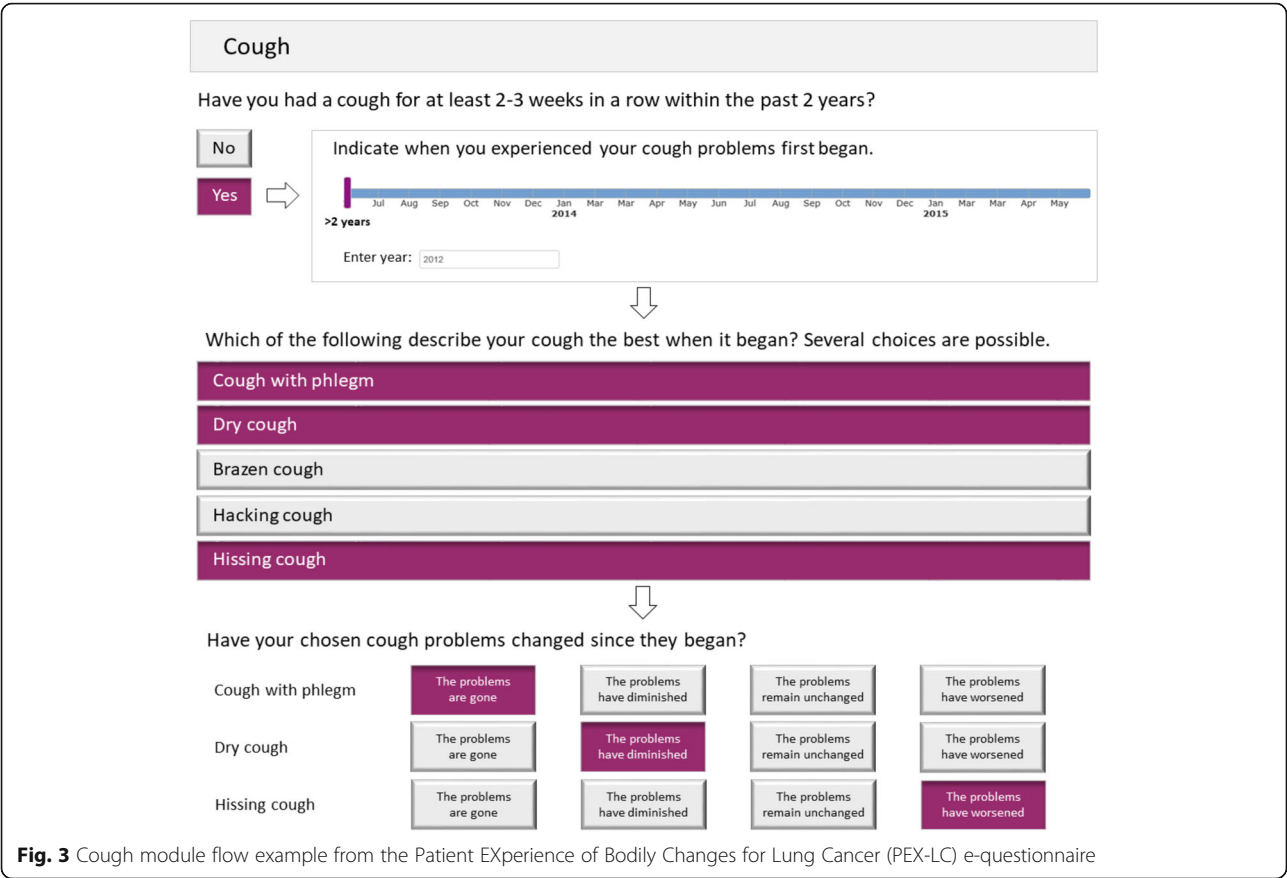 Cough
Have you had a cough for at least 2-3 weeks in a row within the past 2 years?
No
Yes
Indicate when you experienced your cough problems first began.
Jul Aug Sep Oct Nov Dec Jan Mar Mar Apr May Jun Jul Aug Sep Oct Nov Dec Jan Mar Mar Apr May
2014 2015
>2 years
Enter year: 2012
Which of the following describe your cough the best when it began? Several choices are possible.
Cough with phlegm
Dry cough
Brazen cough
Hacking cough
Hissing cough
Have your chosen cough problems changed since they began?
Cough with phlegm
The problems
are gone
The problems
have diminished
The problems
remain unchanged
The problems
have worsened
Dry cough
The problems
are gone
The problems
have diminished
The problems
remain unchanged
The problems
have worsened
Hissing cough
The problems
are gone
The problems
have diminished
The problems
remain unchanged
The problems
have worsened
Fig. 3 Cough module flow example from the Patient EXperience of Bodily Changes for Lung Cancer (PEX-LC) e-questionnaire